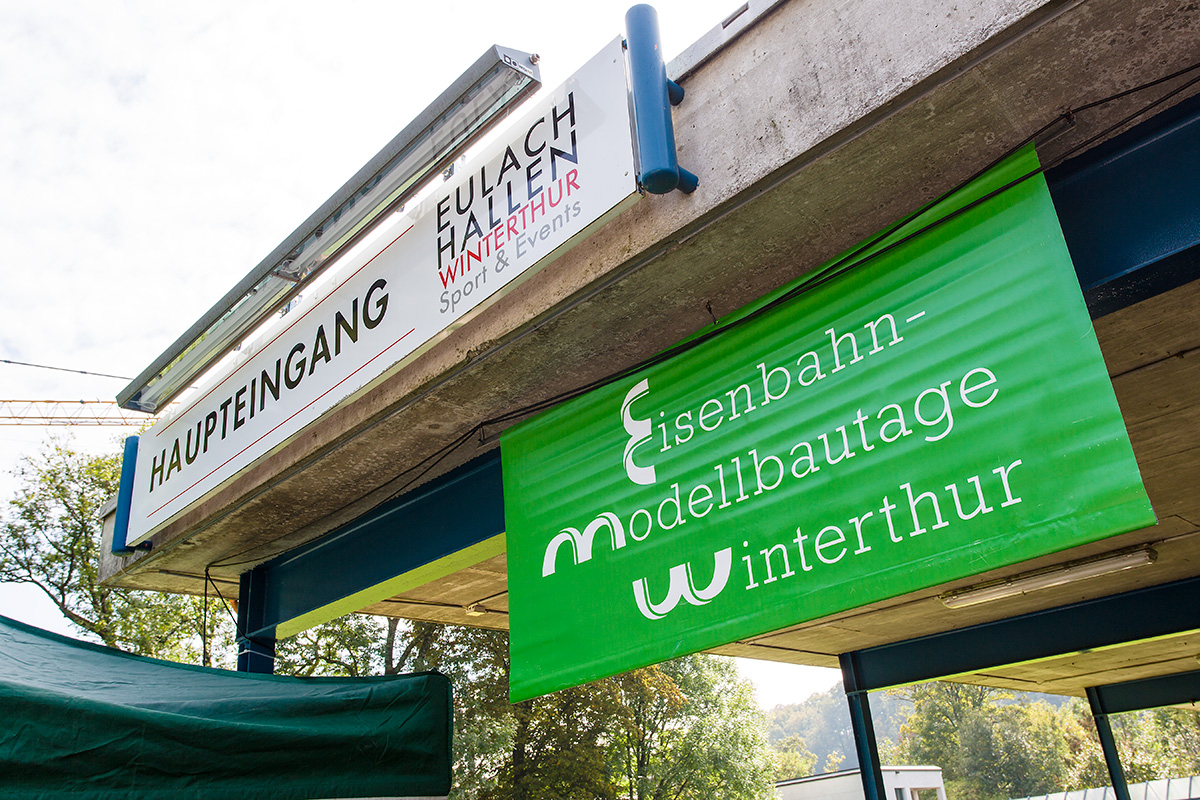 HAUPTEINGANG
EULACH
HALLEN
WINTERTHUR
Sport & Events
Eisenbahn-
Modellbautage
Winterthur